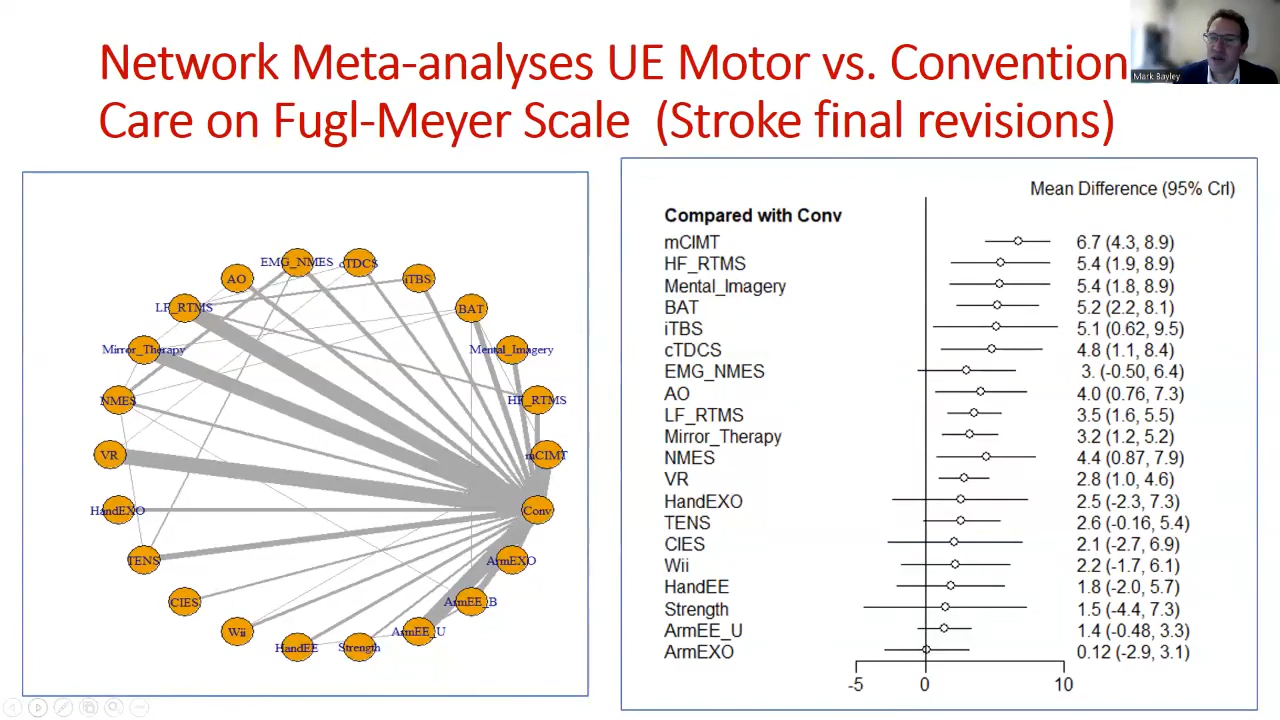 Network Meta-analyses UE Motor vs. Convention
Care on Fugl-Meyer Scale (Stroke final revisions)
Mark Bayley
EMG_NMES
cTDCS
AO
iTBS
LF_RTMS
BAT
Mirror_Therapy
Mental_Imagery
NMES
HF_RTMS
VR
mCIMT
HandEXO
Conv
TENS
ArmEXO
CIES
ArmEE_B
Wii
ArmEE_U
HandEE
Strength
Mean Difference (95% CrI)
Compared with Conv
mCIMT 6.7 (4.3, 8.9)
HF_RTMS 5.4 (1.9, 8.9)
Mental_Imagery 5.4 (1.8, 8.9)
BAT 5.2 (2.2, 8.1)
iTBS 5.1 (0.62, 9.5)
cTDCS 4.8 (1.1, 8.4)
EMG_NMES 3. (-0.50, 6.4)
AO 4.0 (0.76, 7.3)
LF_RTMS 3.5 (1.6, 5.5)
Mirror_Therapy 3.2 (1.2, 5.2)
NMES 4.4 (0.87, 7.9)
VR 2.8 (1.0, 4.6)
HandEXO 2.5 (-2.3, 7.3)
TENS 2.6 (-0.16, 5.4)
CIES 2.1 (-2.7, 6.9)
Wii 2.2 (-1.7, 6.1)
HandEE 1.8 (-2.0, 5.7)
Strength 1.5 (-4.4, 7.3)
ArmEE_U 1.4 (-0.48, 3.3)
ArmEXO 0.12 (-2.9, 3.1)
-5 0 10